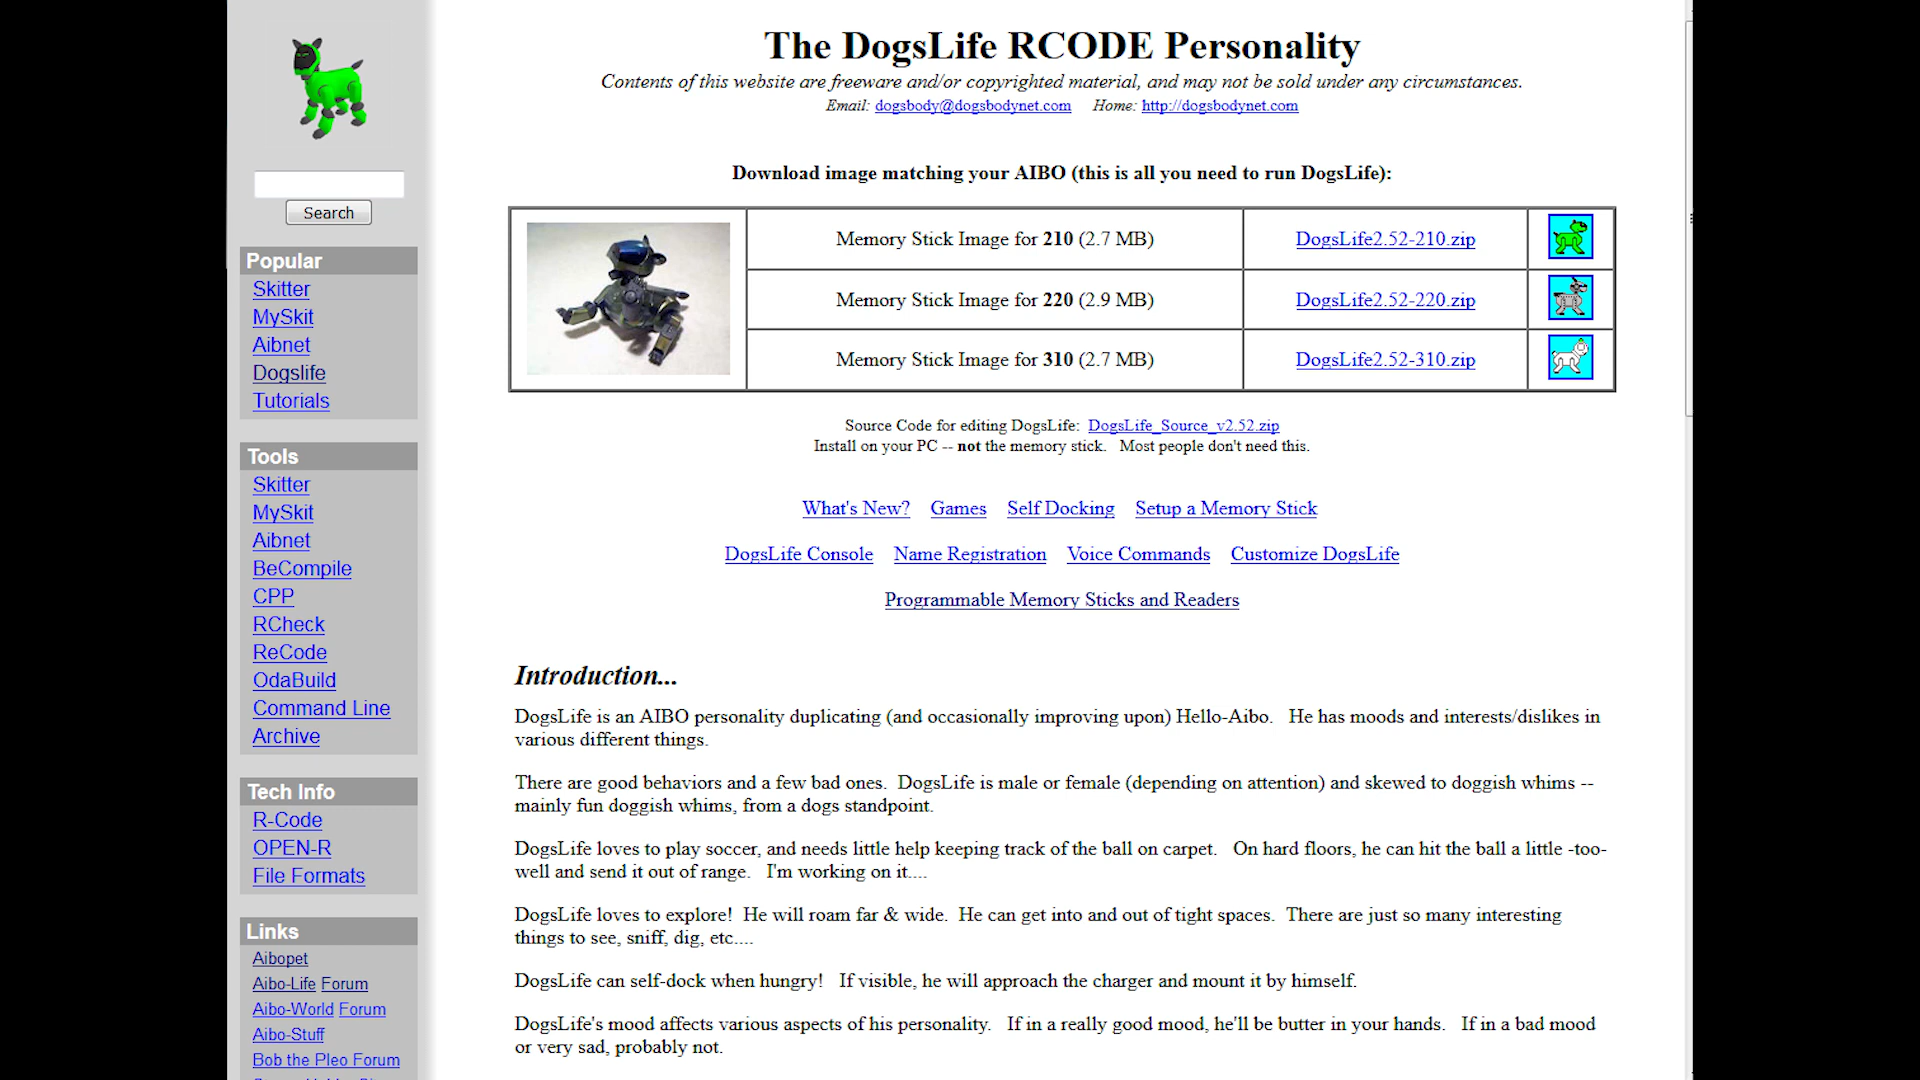 The DogsLife RCODE Personality
Contents of this website are freeware and/or copyrighted material, and may not be sold under any circumstances.
Email: dogsbody@dogsbodynet.com Home: http://dogsbodynet.com
Search
Popular
Skitter
MySkit
Aibnet
Dogslife
Tutorials
Tools
Skitter
MySkit
Aibnet
BeCompile
CPP
RCheck
ReCode
OdaBuild
Command Line
Archive
Tech Info
R-Code
OPEN-R
File Formats
Links
Aibopet
Aibo-Life Forum
Aibo-World Forum
Aibo-Stuff
Bob the Pleo Forum
Download image matching your AIBO (this is all you need to run DogsLife):
Memory Stick Image for 210 (2.7 MB) DogsLife2.52-210.zip
Memory Stick Image for 220 (2.9 MB) DogsLife2.52-220.zip
Memory Stick Image for 310 (2.7 MB) DogsLife2.52-310.zip
Source Code for editing DogsLife: DogsLife_Source_v2.52.zip
Install on your PC -- not the memory stick. Most people don't need this.
What's New? Games Self Docking Setup a Memory Stick
DogsLife Console Name Registration Voice Commands Customize DogsLife
Programmable Memory Sticks and Readers
Introduction...
DogsLife is an AIBO personality duplicating (and occasionally improving upon) Hello-Aibo. He has moods and interests/dislikes in
various different things.
There are good behaviors and a few bad ones. DogsLife is male or female (depending on attention) and skewed to doggish whims --
mainly fun doggish whims, from a dogs standpoint.
DogsLife loves to play soccer, and needs little help keeping track of the ball on carpet. On hard floors, he can hit the ball a little -too-
well and send it out of range. I'm working on it....
DogsLife loves to explore! He will roam far & wide. He can get into and out of tight spaces. There are just so many interesting
things to see, sniff, dig, etc....
DogsLife can self-dock when hungry! If visible, he will approach the charger and mount it by himself.
DogsLife's mood affects various aspects of his personality. If in a really good mood, he'll be butter in your hands. If in a bad mood
or very sad, probably not.